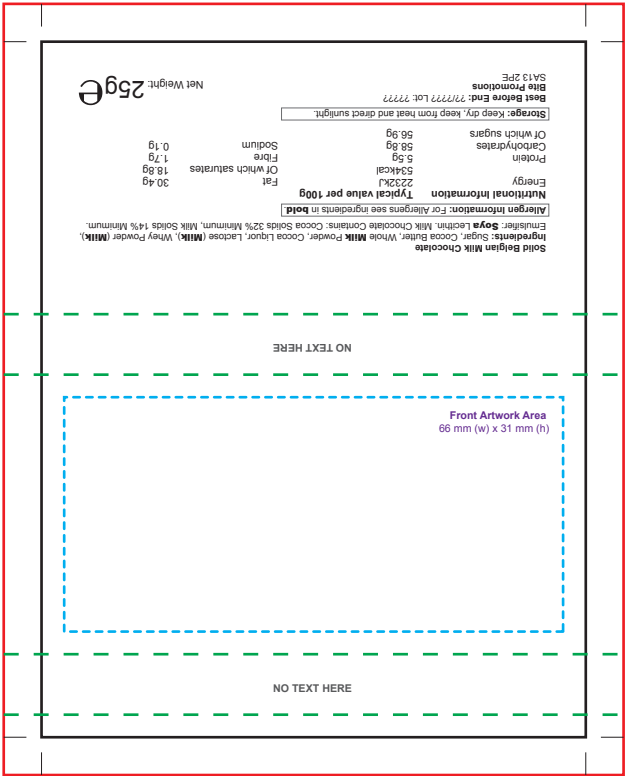 Solid Belgian Milk Chocolate
Ingredients: Sugar, Cocoa Butter, Whole Milk Powder, Cocoa Liquor, Lactose (Milk), Whey Powder (Milk),
Emulsifier: Soya Lecithin. Milk Chocolate Contains: Cocoa Solids 32% Minimum, Milk Solids 14% Minimum.
Allergen Information: For Allergens see ingredients in bold.
Nutritional Information Typical value per 100g
Energy 2232kJ Fat 30.4g
534kcal Of which saturates 18.8g
Protein 5.5g Fibre 1.7g
Carbohydrates 58.8g Sodium 0.1g
Of which sugars 56.9g
Storage: Keep dry, keep from heat and direct sunlight.
Best Before End: ??/???? Lot: ?????
Bite Promotions
SA13 2PE
Net Weight: 25g ℮
NO TEXT HERE
Front Artwork Area
66 mm (w) x 31 mm (h)
NO TEXT HERE